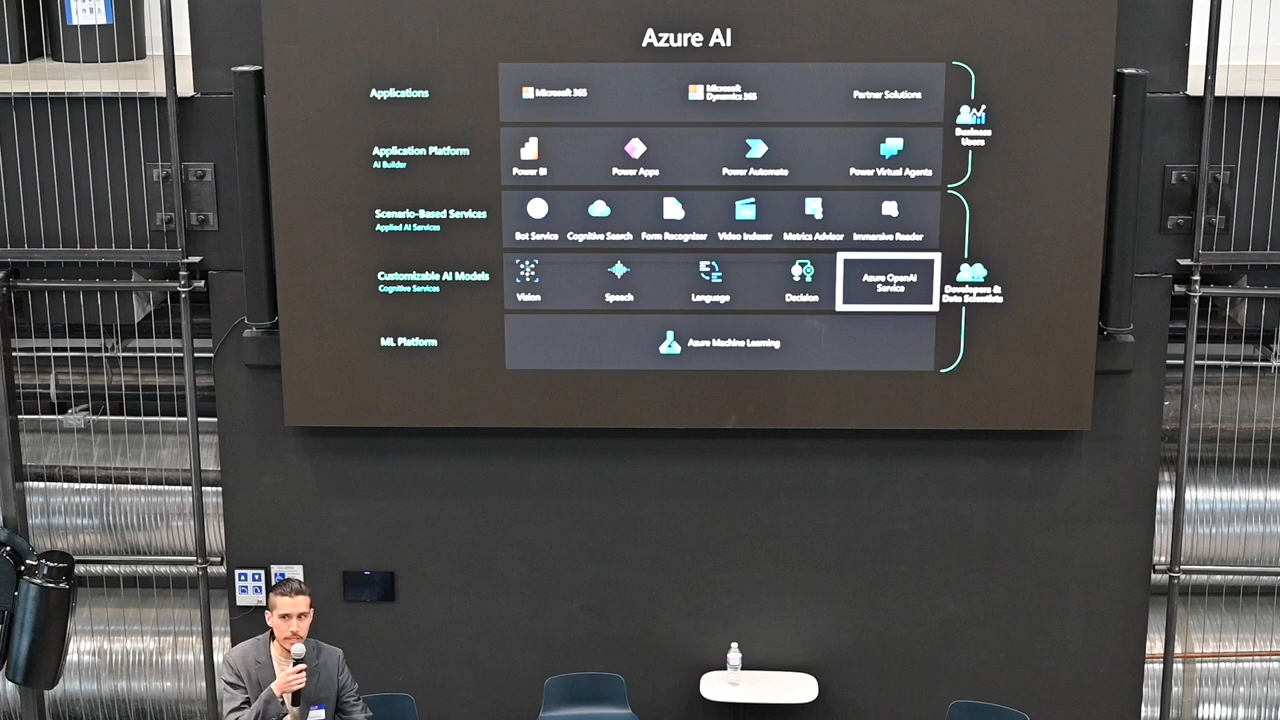 Azure AI
Applications
Microsoft 365
Microsoft
Dynamics 365
Partner Solutions
Business
Users
Application Platform
AI Builder
Power BI
Power Apps
Power Automate
Power Virtual Agents
Scenario-Based Services
Applied AI Services
Bot Service
Cognitive Search
Form Recognizer
Video Indexer
Metrics Advisor
Immersive Reader
Customizable AI Models
Cognitive Services
Vision
Speech
Language
Decision
Azure OpenAI
Service
Developers &
Data Scientists
ML Platform
Azure Machine Learning